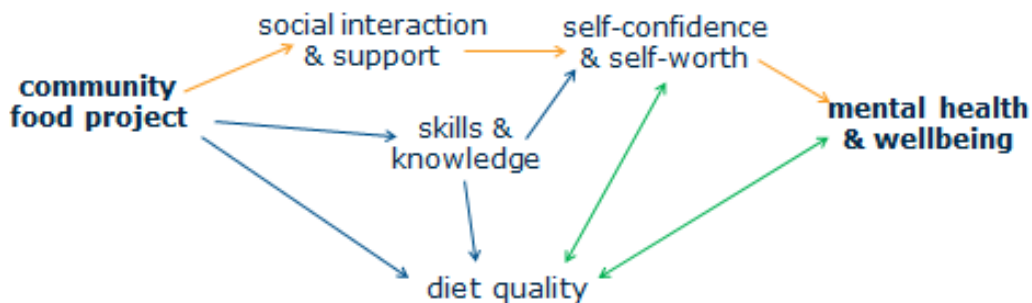 social interaction
& support
self-confidence
& self-worth
community
food project
mental health
& wellbeing
skills &
knowledge
diet quality